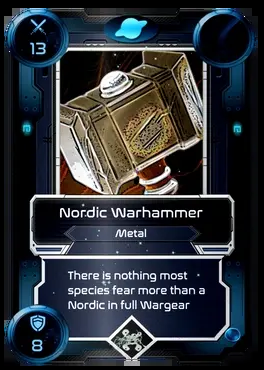 13
Nordic Warhammer
Metal
There is nothing most
species fear more than a
Nordic in full Wargear
8